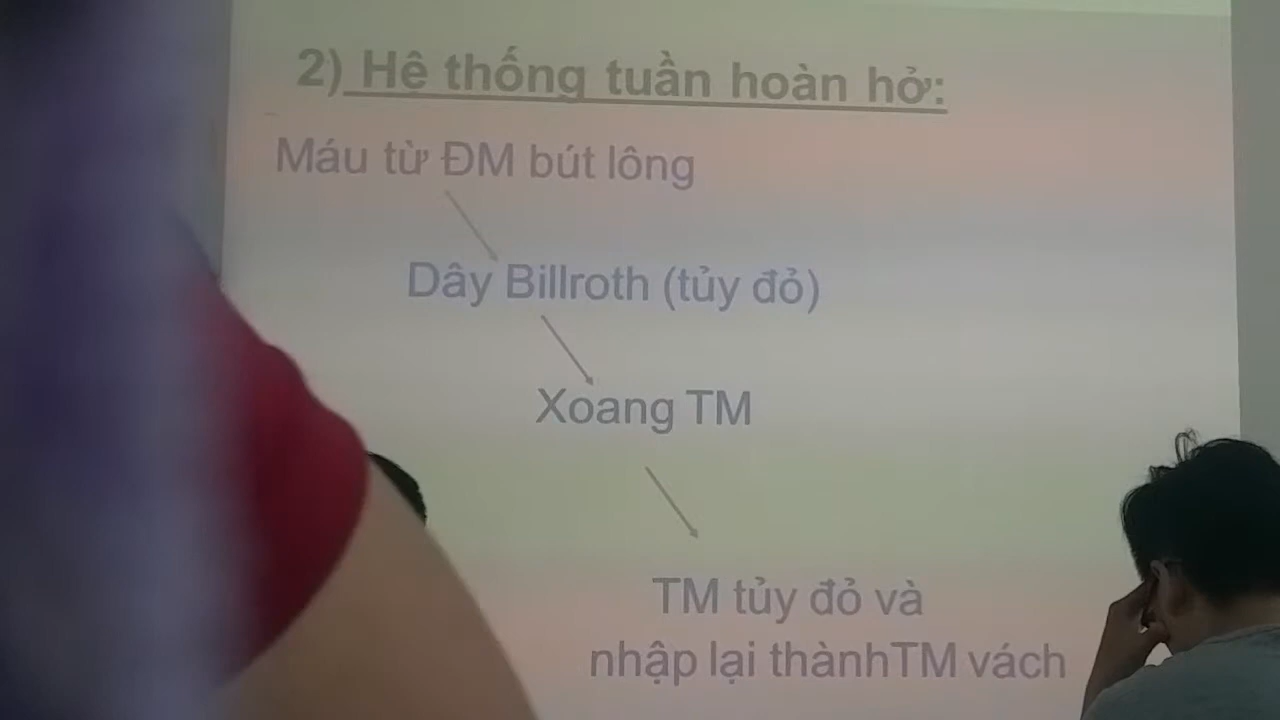 2) Hê thống tuần hoàn hở:
Máu từ ĐM bút lông
Dây Billroth (tủy đỏ)
Xoang TM
TM tủy đỏ và
nhập lại thànhTM vách